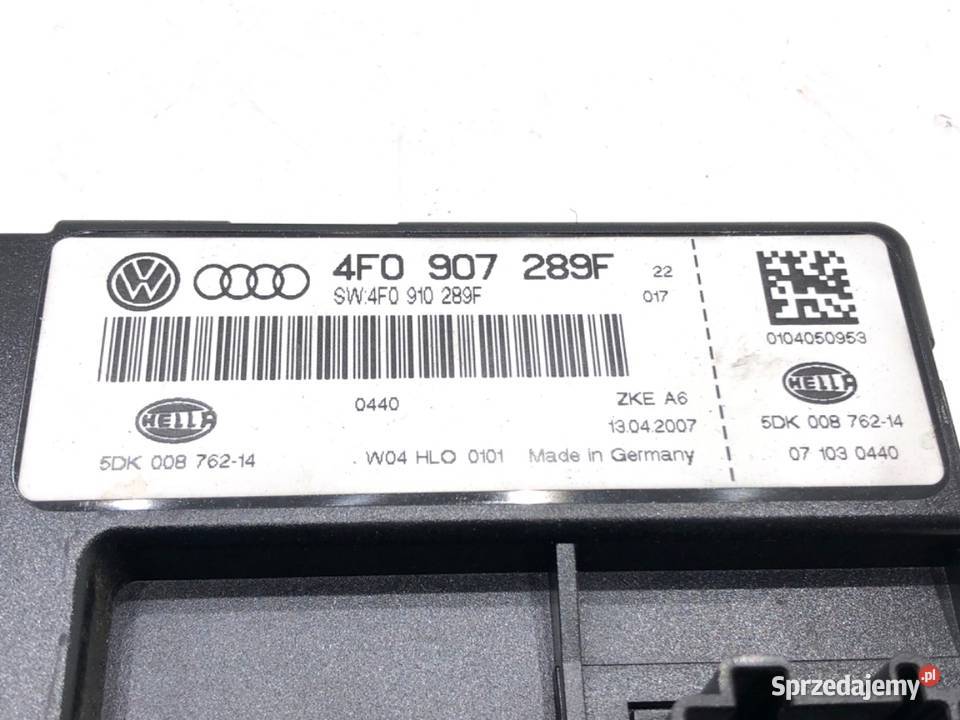 4F0 907 289F 22
SW:4F0 910 289F 017
0104050953
HELLA
0440 ZKE A6
HELLA 13.04.2007 5DK 008 762-14
5DK 008 762-14 W04 HLO 0101 Made in Germany 07 103 0440
Sprzedajemy.pl